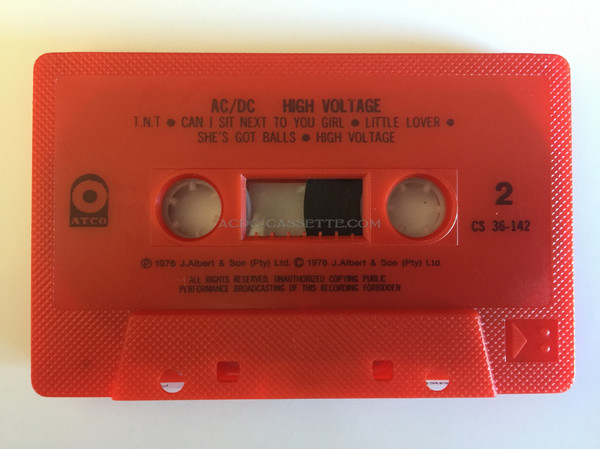 AC/DC HIGH VOLTAGE
T.N.T ● CAN I SIT NEXT TO YOU GIRL ● LITTLE LOVER ●
SHE'S GOT BALLS ● HIGH VOLTAGE
ATCO
2
CS 36-142
ACDC-CASSETTE.COM
Ⓟ 1976 J.Albert & Son (Pty) Ltd. © 1976 J.Albert & Son (Pty) Ltd.
ALL RIGHTS RESERVED. UNAUTHORIZED COPYING PUBLIC
PERFORMANCE BROADCASTING OF THIS RECORDING FORBIDDEN